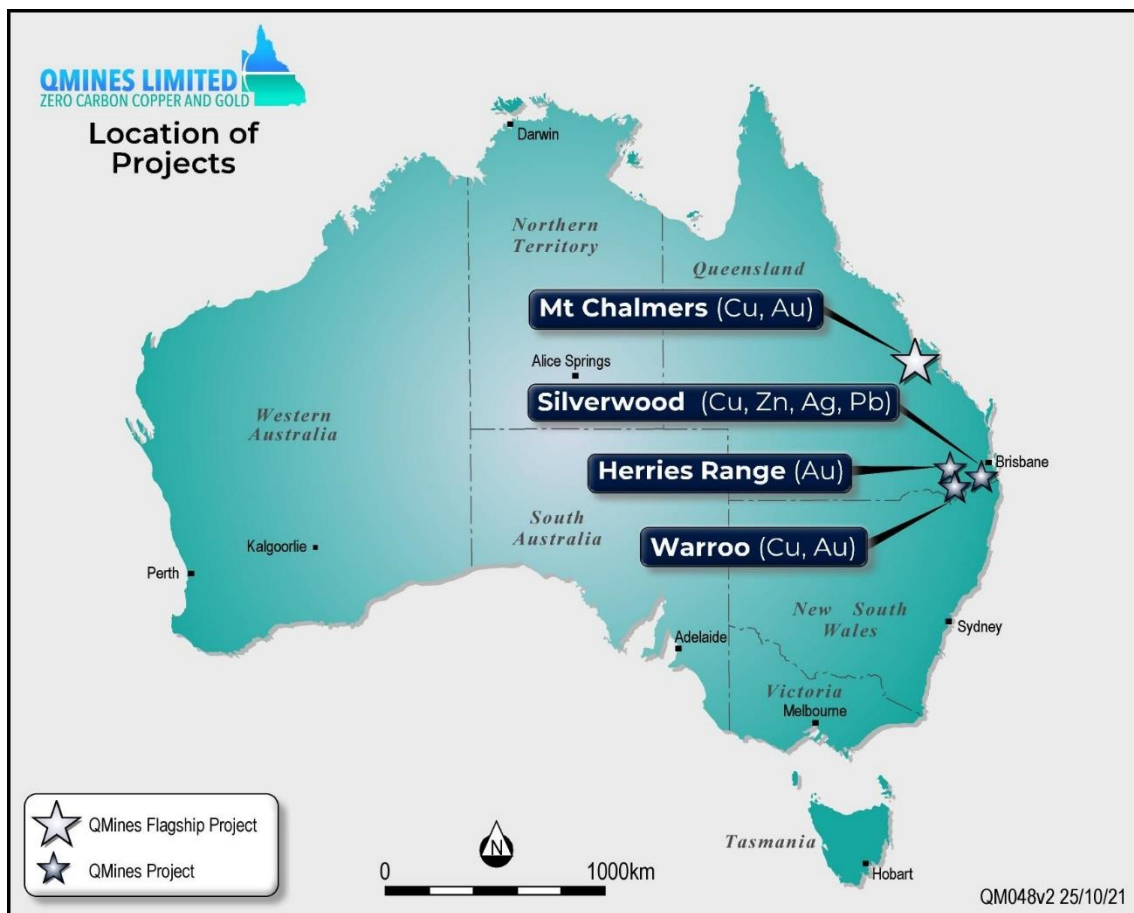 QMINES LIMITED
ZERO CARBON COPPER AND GOLD
Location of
Projects
Darwin
Northern
Territory
Queensland
Mt Chalmers (Cu, Au)
Alice Springs
Silverwood (Cu, Zn, Ag, Pb)
Western
Australia
Brisbane
Herries Range (Au)
South
Australia
Warroo (Cu, Au)
Kalgoorlie
Perth
New South
Wales
Sydney
Adelaide
Victoria
Melbourne
QMines Flagship Project
QMines Project
N
0 1000km
Tasmania
Hobart
QM048v2 25/10/21